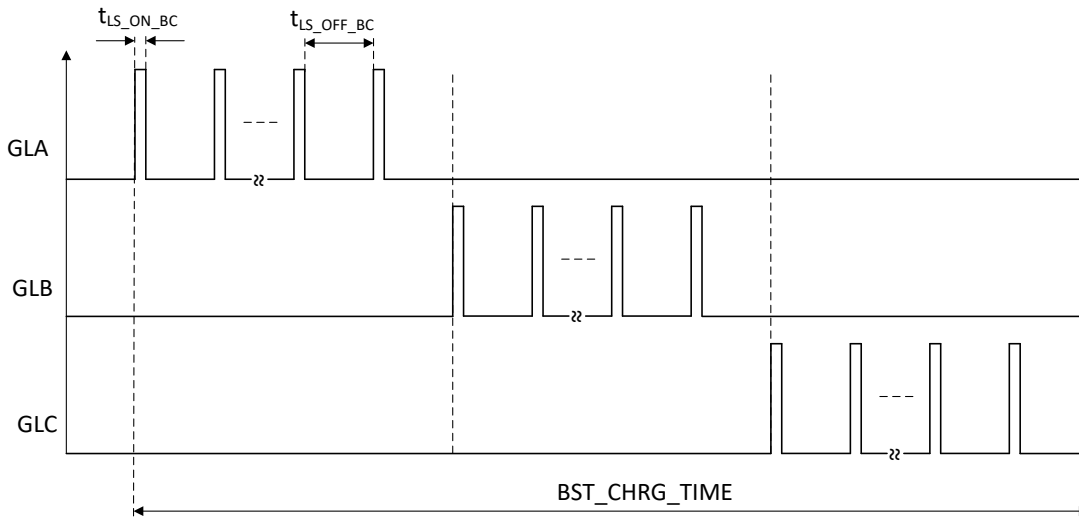 tLS_ON_BC
tLS_OFF_BC
GLA
GLB
GLC
BST_CHRG_TIME